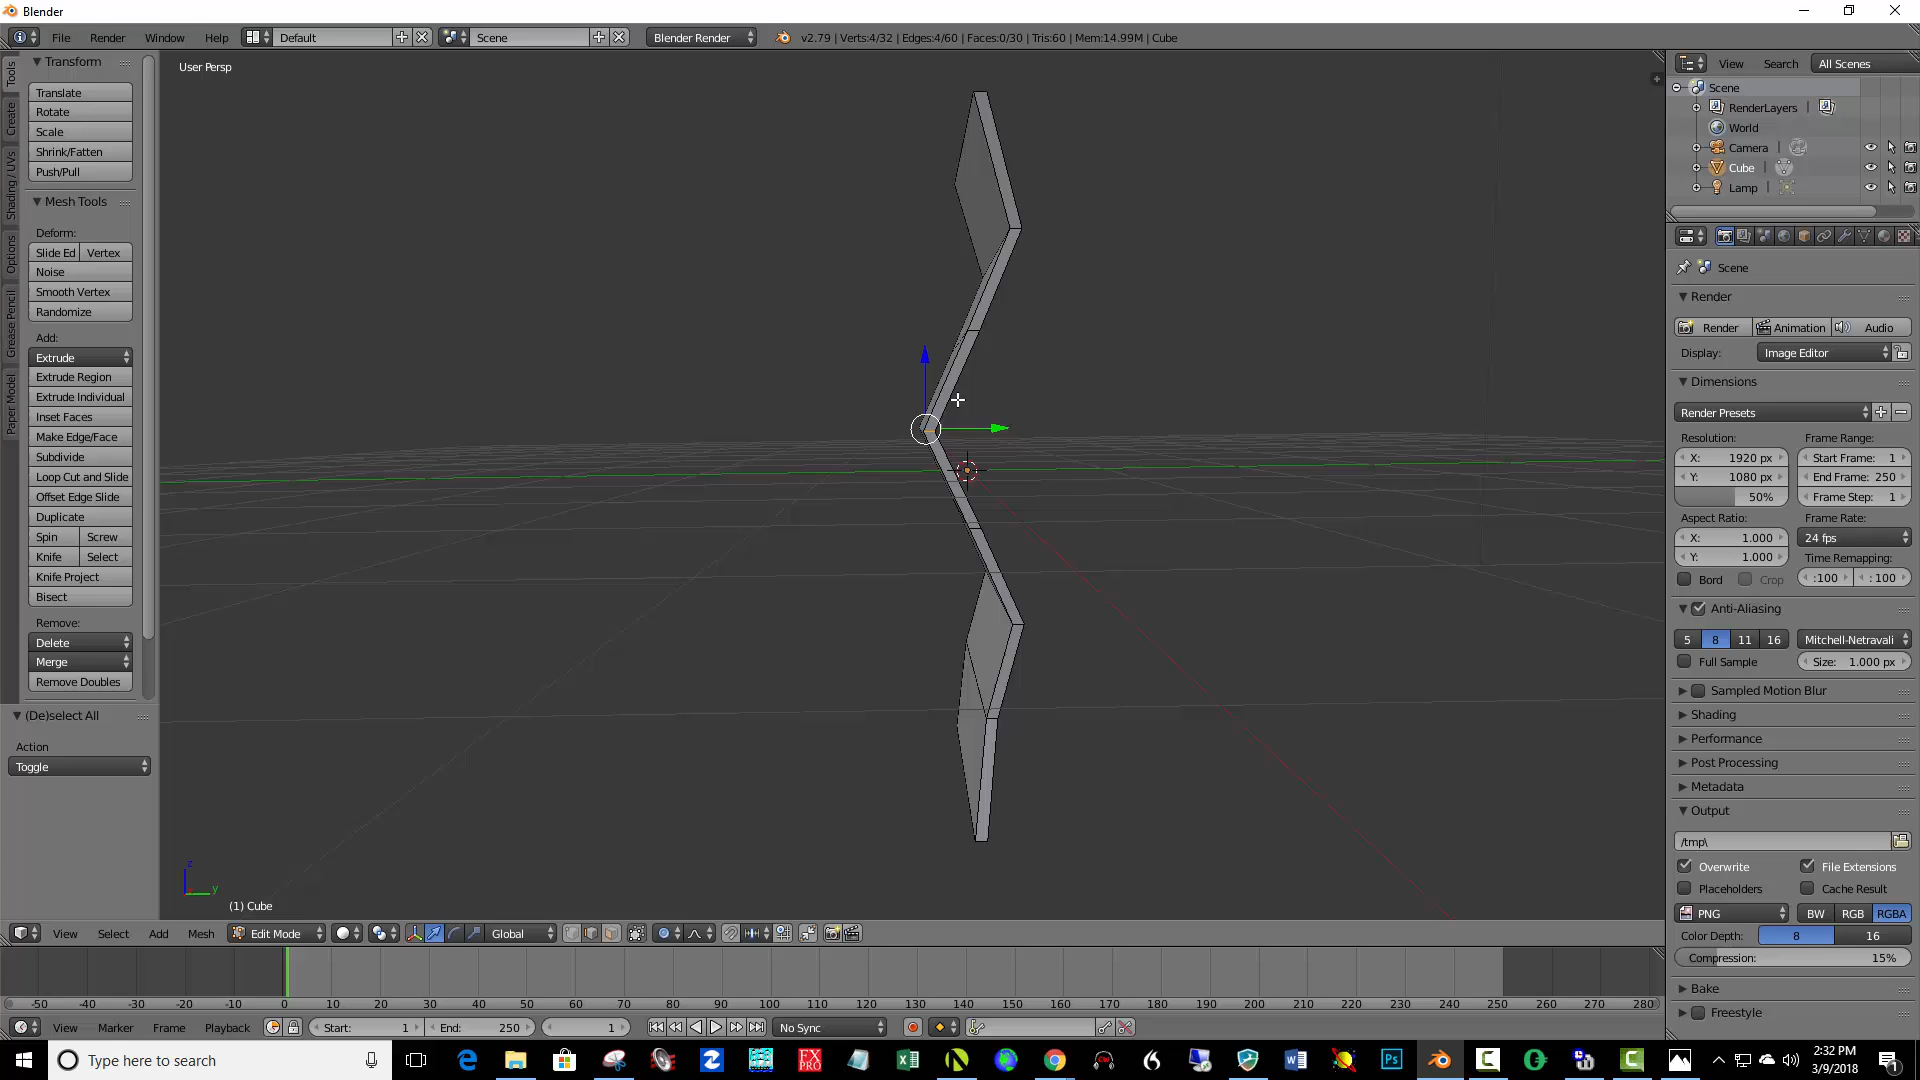 Blender
File Render Window Help Default Scene Blender Render v2.79 | Verts:4/32 | Edges:4/60 | Faces:0/30 | Tris:60 | Mem:14.99M | Cube
Tools
Create
Shading / UVs
Options
Grease Pencil
Paper Model
Transform
Translate
Rotate
Scale
Shrink/Fatten
Push/Pull
Mesh Tools
Deform:
Slide Ed Vertex
Noise
Smooth Vertex
Randomize
Add:
Extrude
Extrude Region
Extrude Individual
Inset Faces
Make Edge/Face
Subdivide
Loop Cut and Slide
Offset Edge Slide
Duplicate
Spin Screw
Knife Select
Knife Project
Bisect
Remove:
Delete
Merge
Remove Doubles
(De)select All
Action
Toggle
User Persp
z
y
(1) Cube
View Select Add Mesh Edit Mode Global
View Search All Scenes
Scene
RenderLayers
World
Camera
Cube
Lamp
Scene
Render
Render Animation Audio
Display: Image Editor
Dimensions
Render Presets
Resolution: Frame Range:
X: 1920 px Start Frame: 1
Y: 1080 px End Frame: 250
50% Frame Step: 1
Aspect Ratio: Frame Rate:
X: 1.000 24 fps
Y: 1.000 Time Remapping:
Bord Crop :100 : 100
Anti-Aliasing
5 8 11 16 Mitchell-Netravali
Full Sample Size: 1.000 px
Sampled Motion Blur
Shading
Performance
Post Processing
Metadata
Output
/tmp\
Overwrite File Extensions
Placeholders Cache Result
PNG BW RGB RGBA
Color Depth: 8 16
Compression: 15%
Bake
Freestyle
-50 -40 -30 -20 -10 0 10 20 30 40 50 60 70 80 90 100 110 120 130 140 150 160 170 180 190 200 210 220 230 240 250 260 270 280
View Marker Frame Playback Start: 1 End: 250 1 No Sync
Type here to search
EX
PRO
Ps
2:32 PM
3/9/2018
1